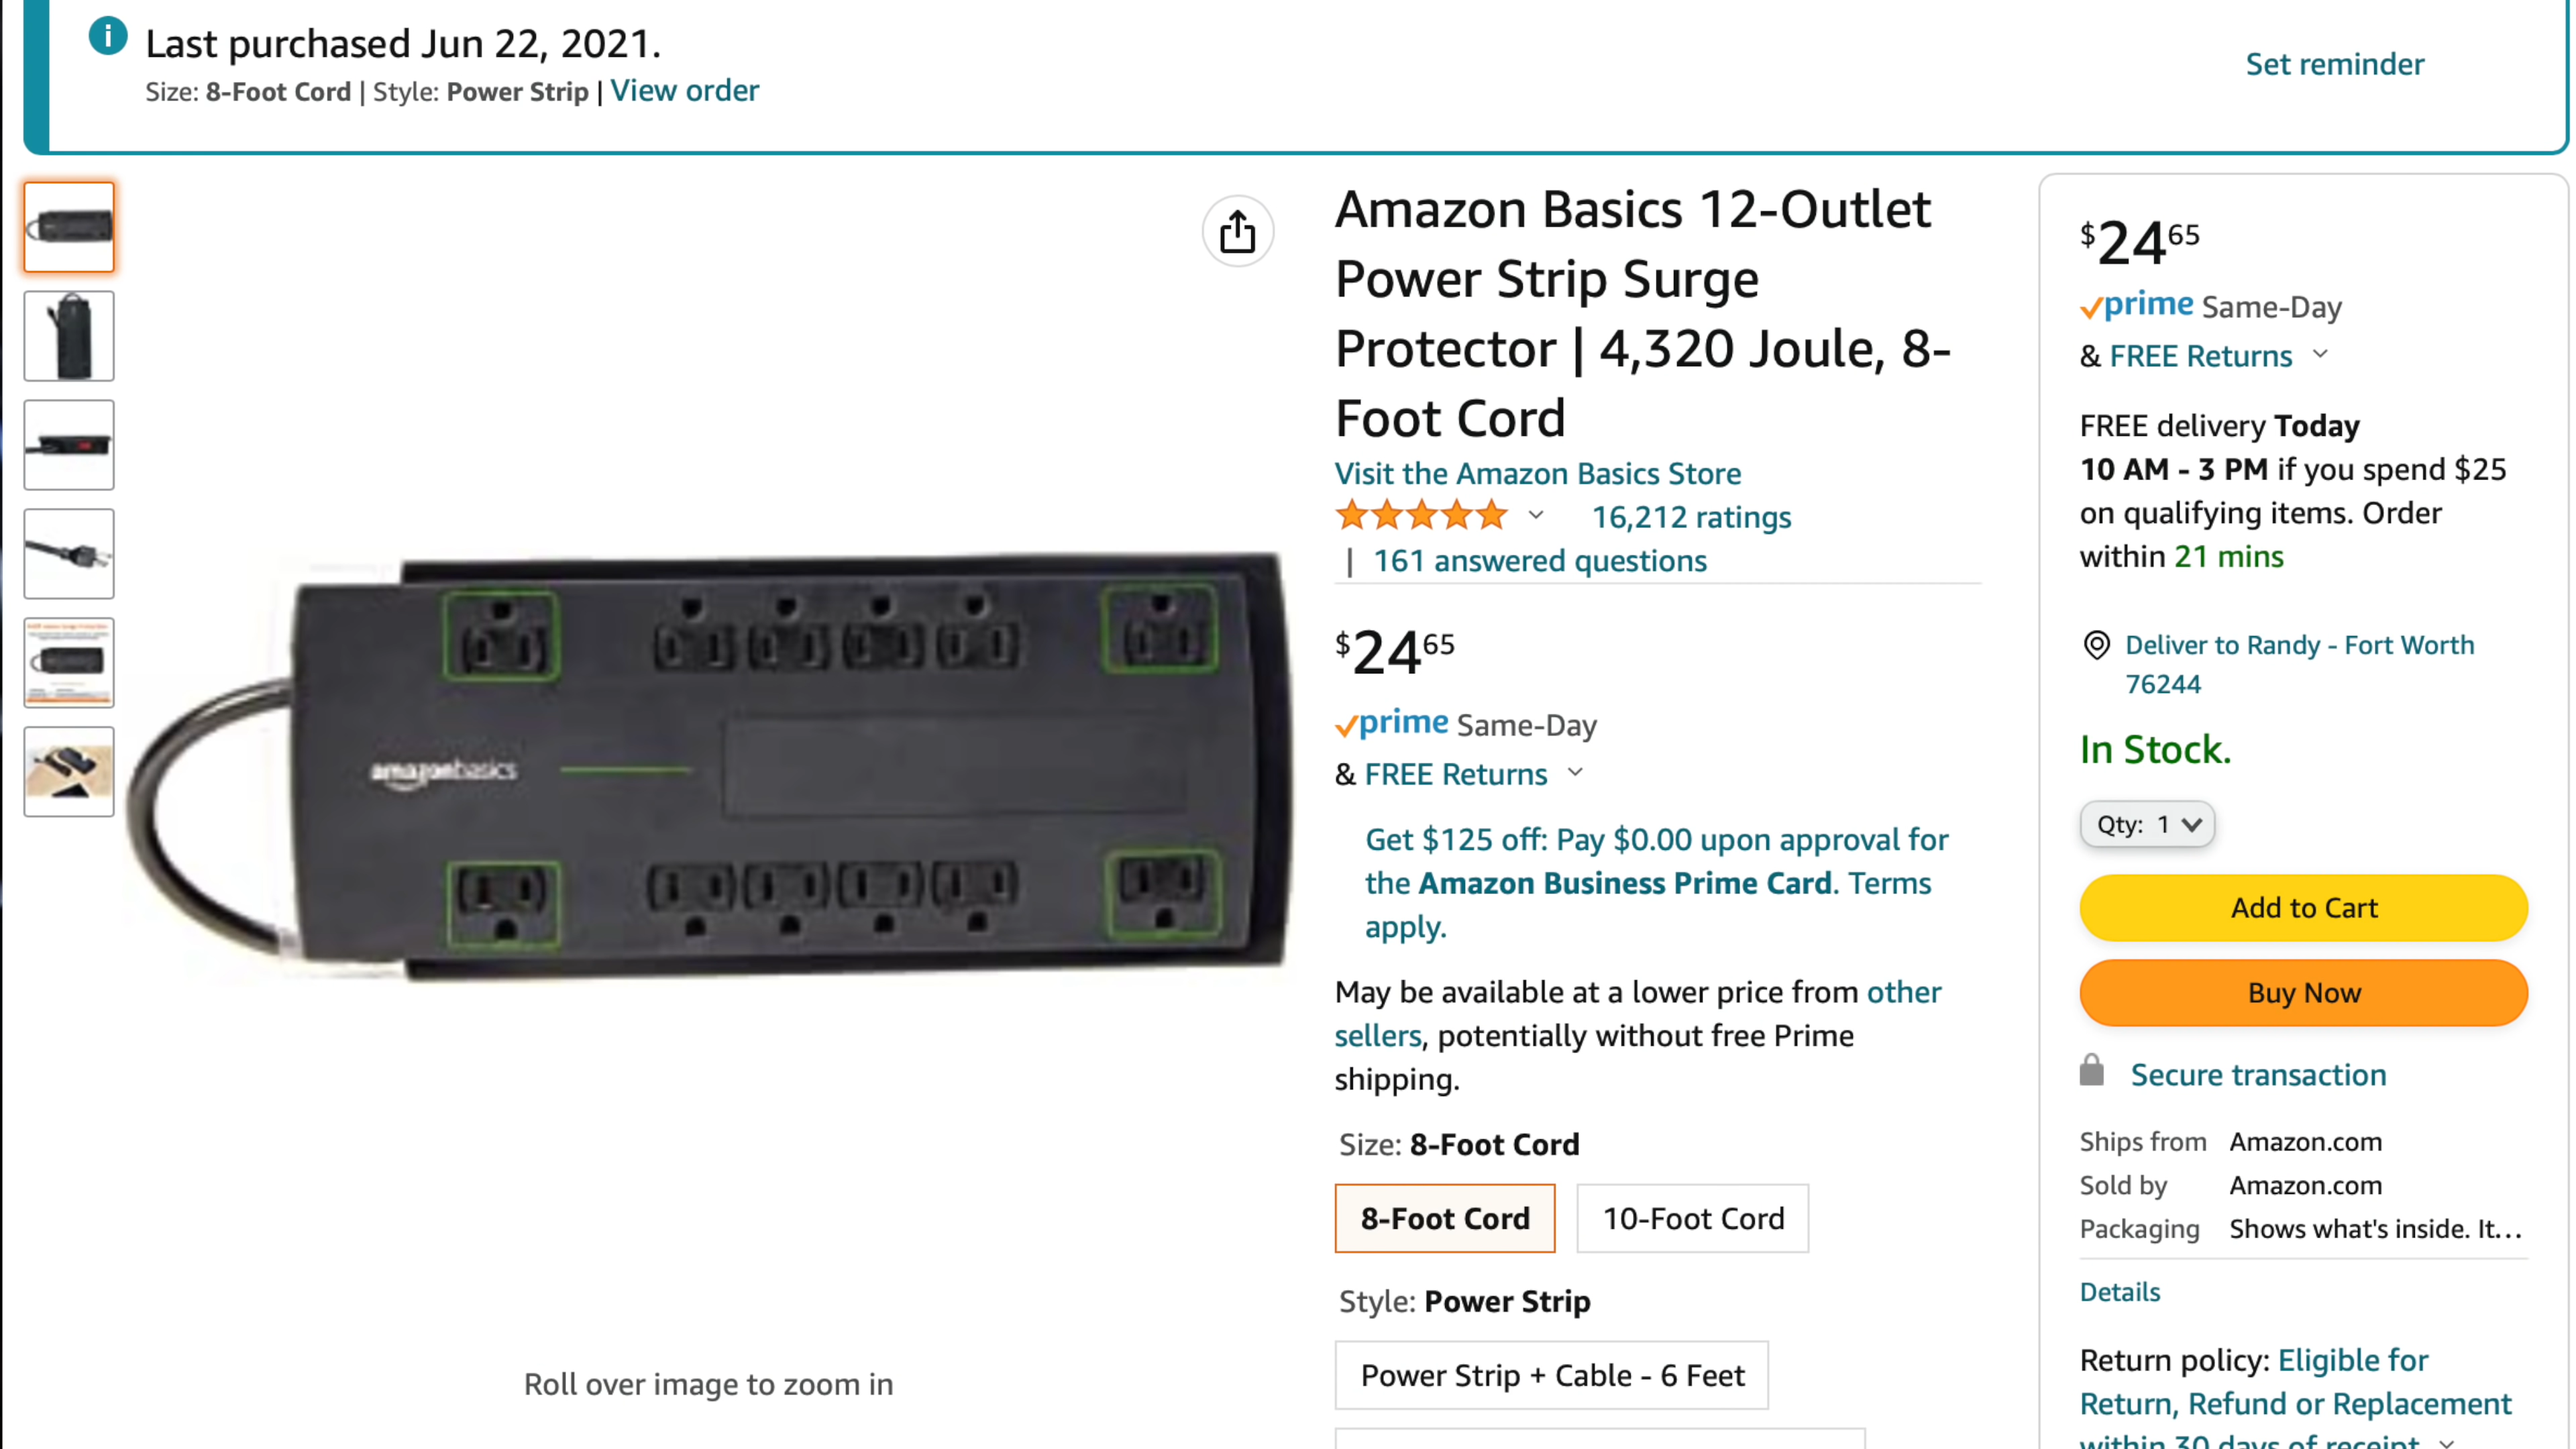 Last purchased Jun 22, 2021.
Size: 8-Foot Cord | Style: Power Strip | View order
Set reminder
amazonbasics
Roll over image to zoom in
Amazon Basics 12-Outlet
Power Strip Surge
Protector | 4,320 Joule, 8-
Foot Cord
Visit the Amazon Basics Store
16,212 ratings
| 161 answered questions
$24 65
prime Same-Day
& FREE Returns
Get $125 off: Pay $0.00 upon approval for
the Amazon Business Prime Card. Terms
apply.
May be available at a lower price from other
sellers, potentially without free Prime
shipping.
Size: 8-Foot Cord
8-Foot Cord
10-Foot Cord
Style: Power Strip
Power Strip + Cable - 6 Feet
$24 65
prime Same-Day
& FREE Returns
FREE delivery Today
10 AM - 3 PM if you spend $25
on qualifying items. Order
within 21 mins
Deliver to Randy - Fort Worth
76244
In Stock.
Qty: 1
Add to Cart
Buy Now
Secure transaction
Ships from Amazon.com
Sold by Amazon.com
Packaging Shows what's inside. It...
Details
Return policy: Eligible for
Return, Refund or Replacement
within 30 days of receipt